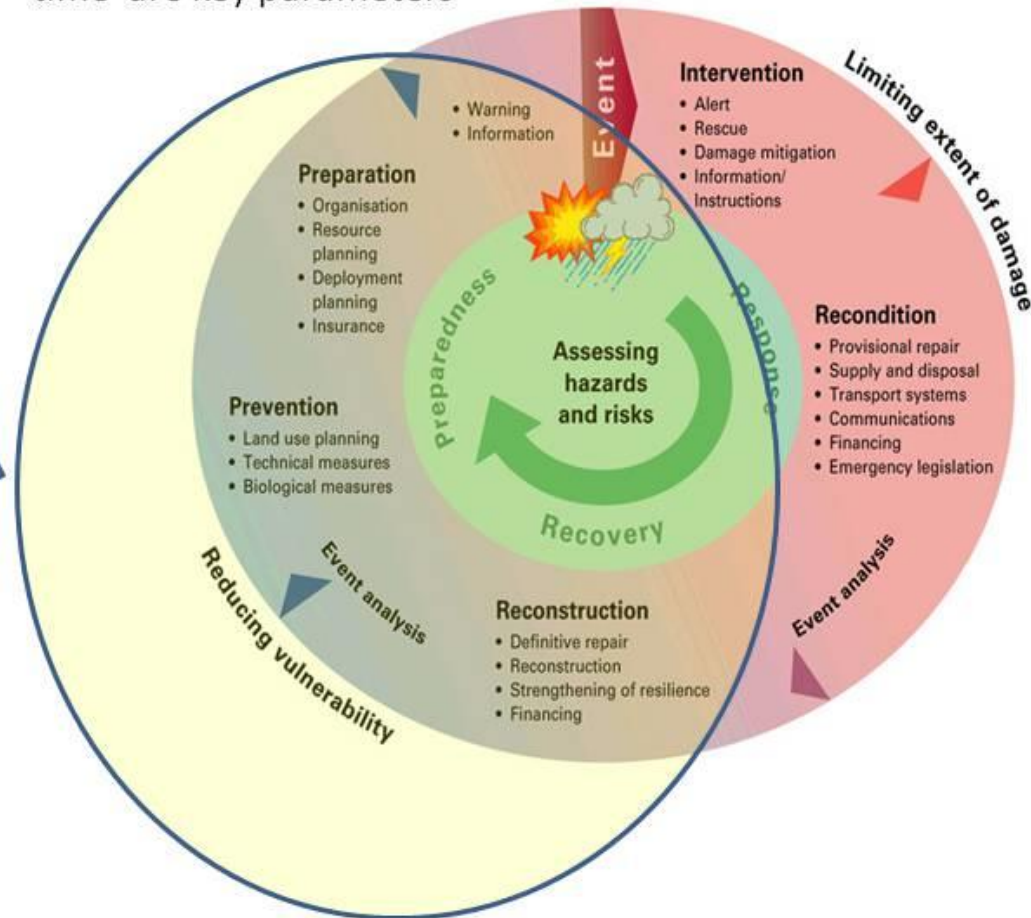 time are key parameters
Event
Intervention
• Alert
• Rescue
• Damage mitigation
• Information/
Instructions
Limiting extent of damage
• Warning
• Information
Preparation
• Organisation
• Resource
planning
• Deployment
planning
• Insurance
Preparedness
Response
Assessing
hazards
and risks
Recovery
Recondition
• Provisional repair
• Supply and disposal
• Transport systems
• Communications
• Financing
• Emergency legislation
Prevention
• Land use planning
• Technical measures
• Biological measures
Event analysis
Reducing vulnerability
Event analysis
Reconstruction
• Definitive repair
• Reconstruction
• Strengthening of resilience
• Financing